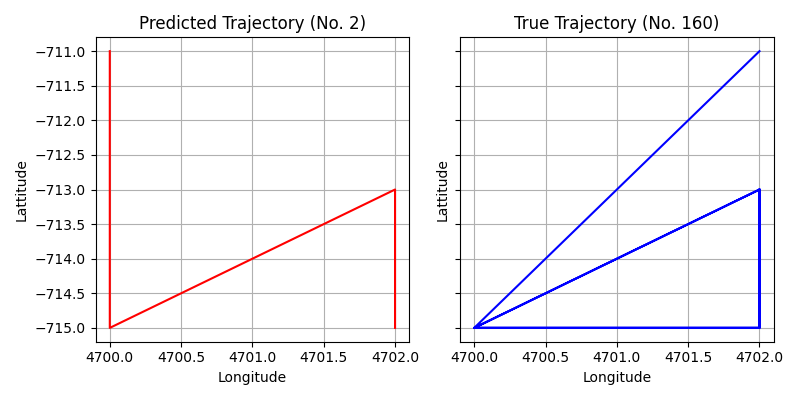 Predicted Trajectory (No. 2)
True Trajectory (No. 160)
Lattitude
−711.0
−711.5
−712.0
−712.5
−713.0
−713.5
−714.0
−714.5
−715.0
4700.0 4700.5 4701.0 4701.5 4702.0
Longitude
Lattitude
4700.0 4700.5 4701.0 4701.5 4702.0
Longitude